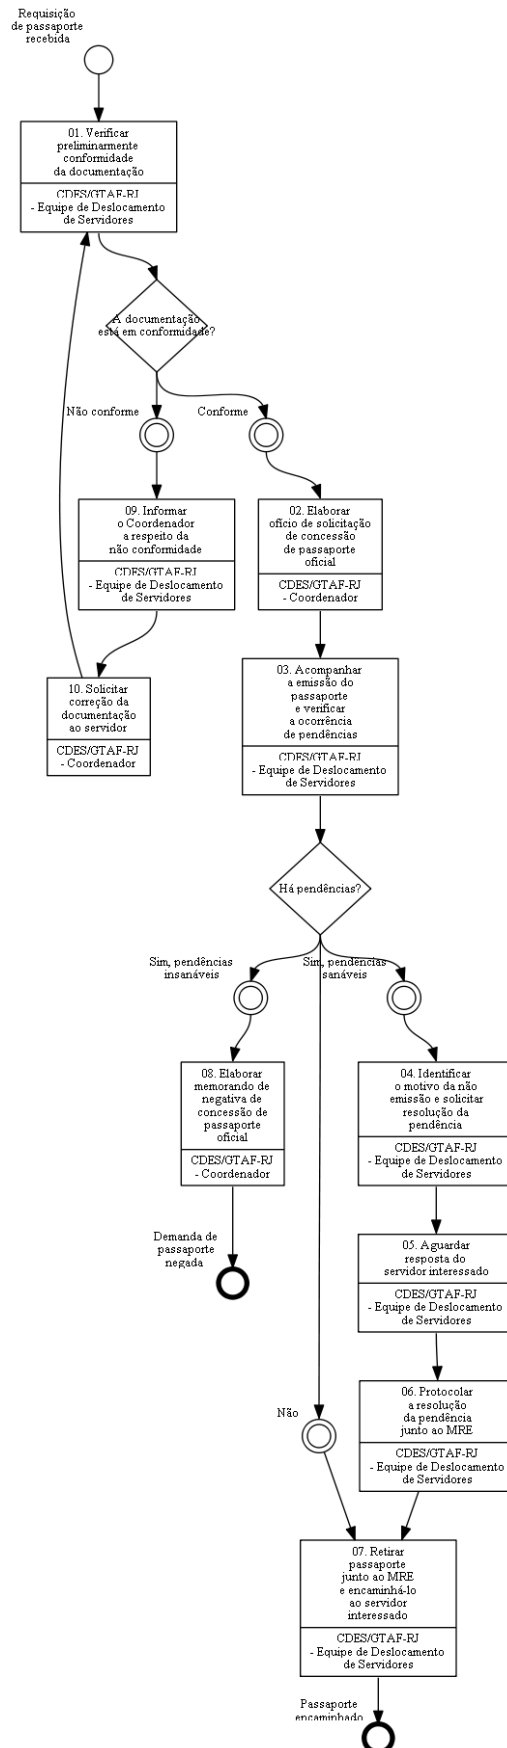 Requisição
de passaporte
recebida
01. Verificar
preliminarmente
conformidade
da documentação
CDES/GTAF-RJ
- Equipe de Deslocamento
de Servidores
A documentação
está em conformidade?
Não conforme
Conforme
09. Informar
o Coordenador
a respeito da
não conformidade
CDES/GTAF-RJ
- Equipe de Deslocamento
de Servidores
02. Elaborar
ofício de solicitação
de concessão
de passaporte
oficial
CDES/GTAF-RJ
- Coordenador
10. Solicitar
correção da
documentação
ao servidor
CDES/GTAF-RJ
- Coordenador
03. Acompanhar
a emissão do
passaporte
e verificar
a ocorrência
de pendências
CDES/GTAF-RJ
- Equipe de Deslocamento
de Servidores
Há pendências?
Sim, pendências
insanáveis
Sim, pendências
sanáveis
08. Elaborar
memorando de
negativa de
concessão de
passaporte
oficial
CDES/GTAF-RJ
- Coordenador
04. Identificar
o motivo da não
emissão e solicitar
resolução da
pendência
CDES/GTAF-RJ
- Equipe de Deslocamento
de Servidores
Demanda de
passaporte
negada
05. Aguardar
resposta do
servidor interessado
CDES/GTAF-RJ
- Equipe de Deslocamento
de Servidores
06. Protocolar
a resolução
da pendência
junto ao MRE
CDES/GTAF-RJ
- Equipe de Deslocamento
de Servidores
Não
07. Retirar
passaporte
junto ao MRE
e encaminhá-lo
ao servidor
interessado
CDES/GTAF-RJ
- Equipe de Deslocamento
de Servidores
Passaporte
encaminhado